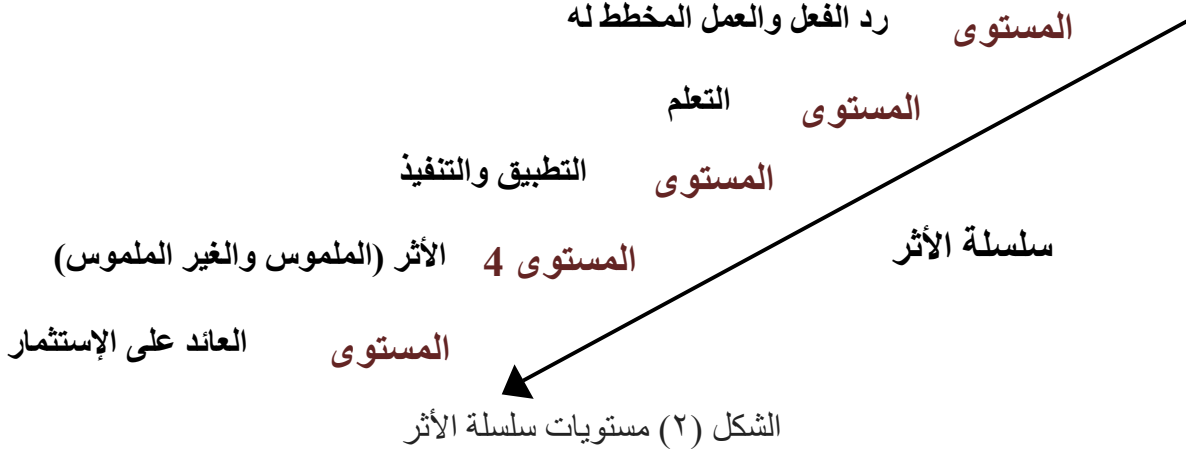 المستوى رد الفعل والعمل المخطط له
المستوى التعلم
المستوى التطبيق والتنفيذ
المستوى 4 الأثر (الملموس والغير الملموس)
سلسلة الأثر
المستوى العائد على الإستثمار
الشكل (٢) مستويات سلسلة الأثر